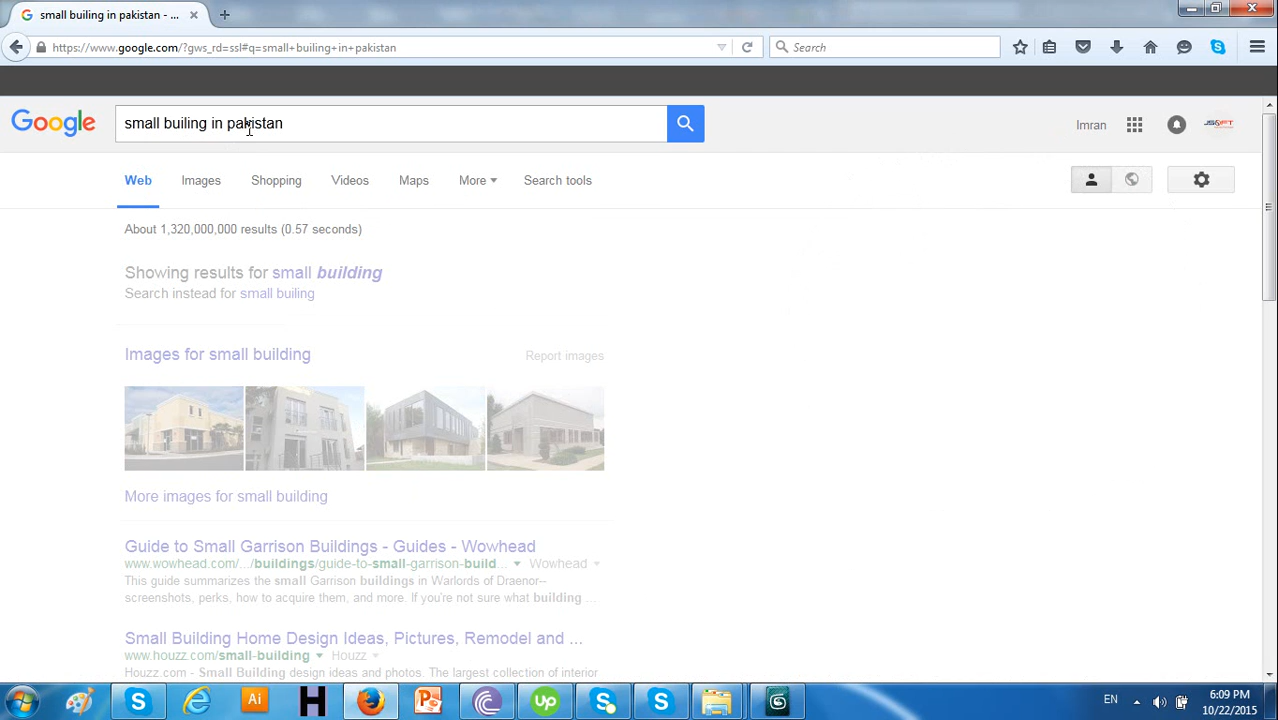 small builing in pakistan - ...
https://www.google.com/?gws_rd=ssl#q=small+builing+in+pakistan
Search
Google
small builing in pakistan
Imran
JSOFT
Web Images Shopping Videos Maps More Search tools
About 1,320,000,000 results (0.57 seconds)
Showing results for small building
Search instead for small builing
Images for small building
Report images
More images for small building
Guide to Small Garrison Buildings - Guides - Wowhead
www.wowhead.com/.../buildings/guide-to-small-garrison-build... Wowhead
This guide summarizes the small Garrison buildings in Warlords of Draenor--
screenshots, perks, how to acquire them, and more. If you're not sure what building ...
Small Building Home Design Ideas, Pictures, Remodel and ...
www.houzz.com/small-building Houzz
Houzz.com - Small Building design ideas and photos. The largest collection of interior
Ai
H
Up
EN
6:09 PM
10/22/2015